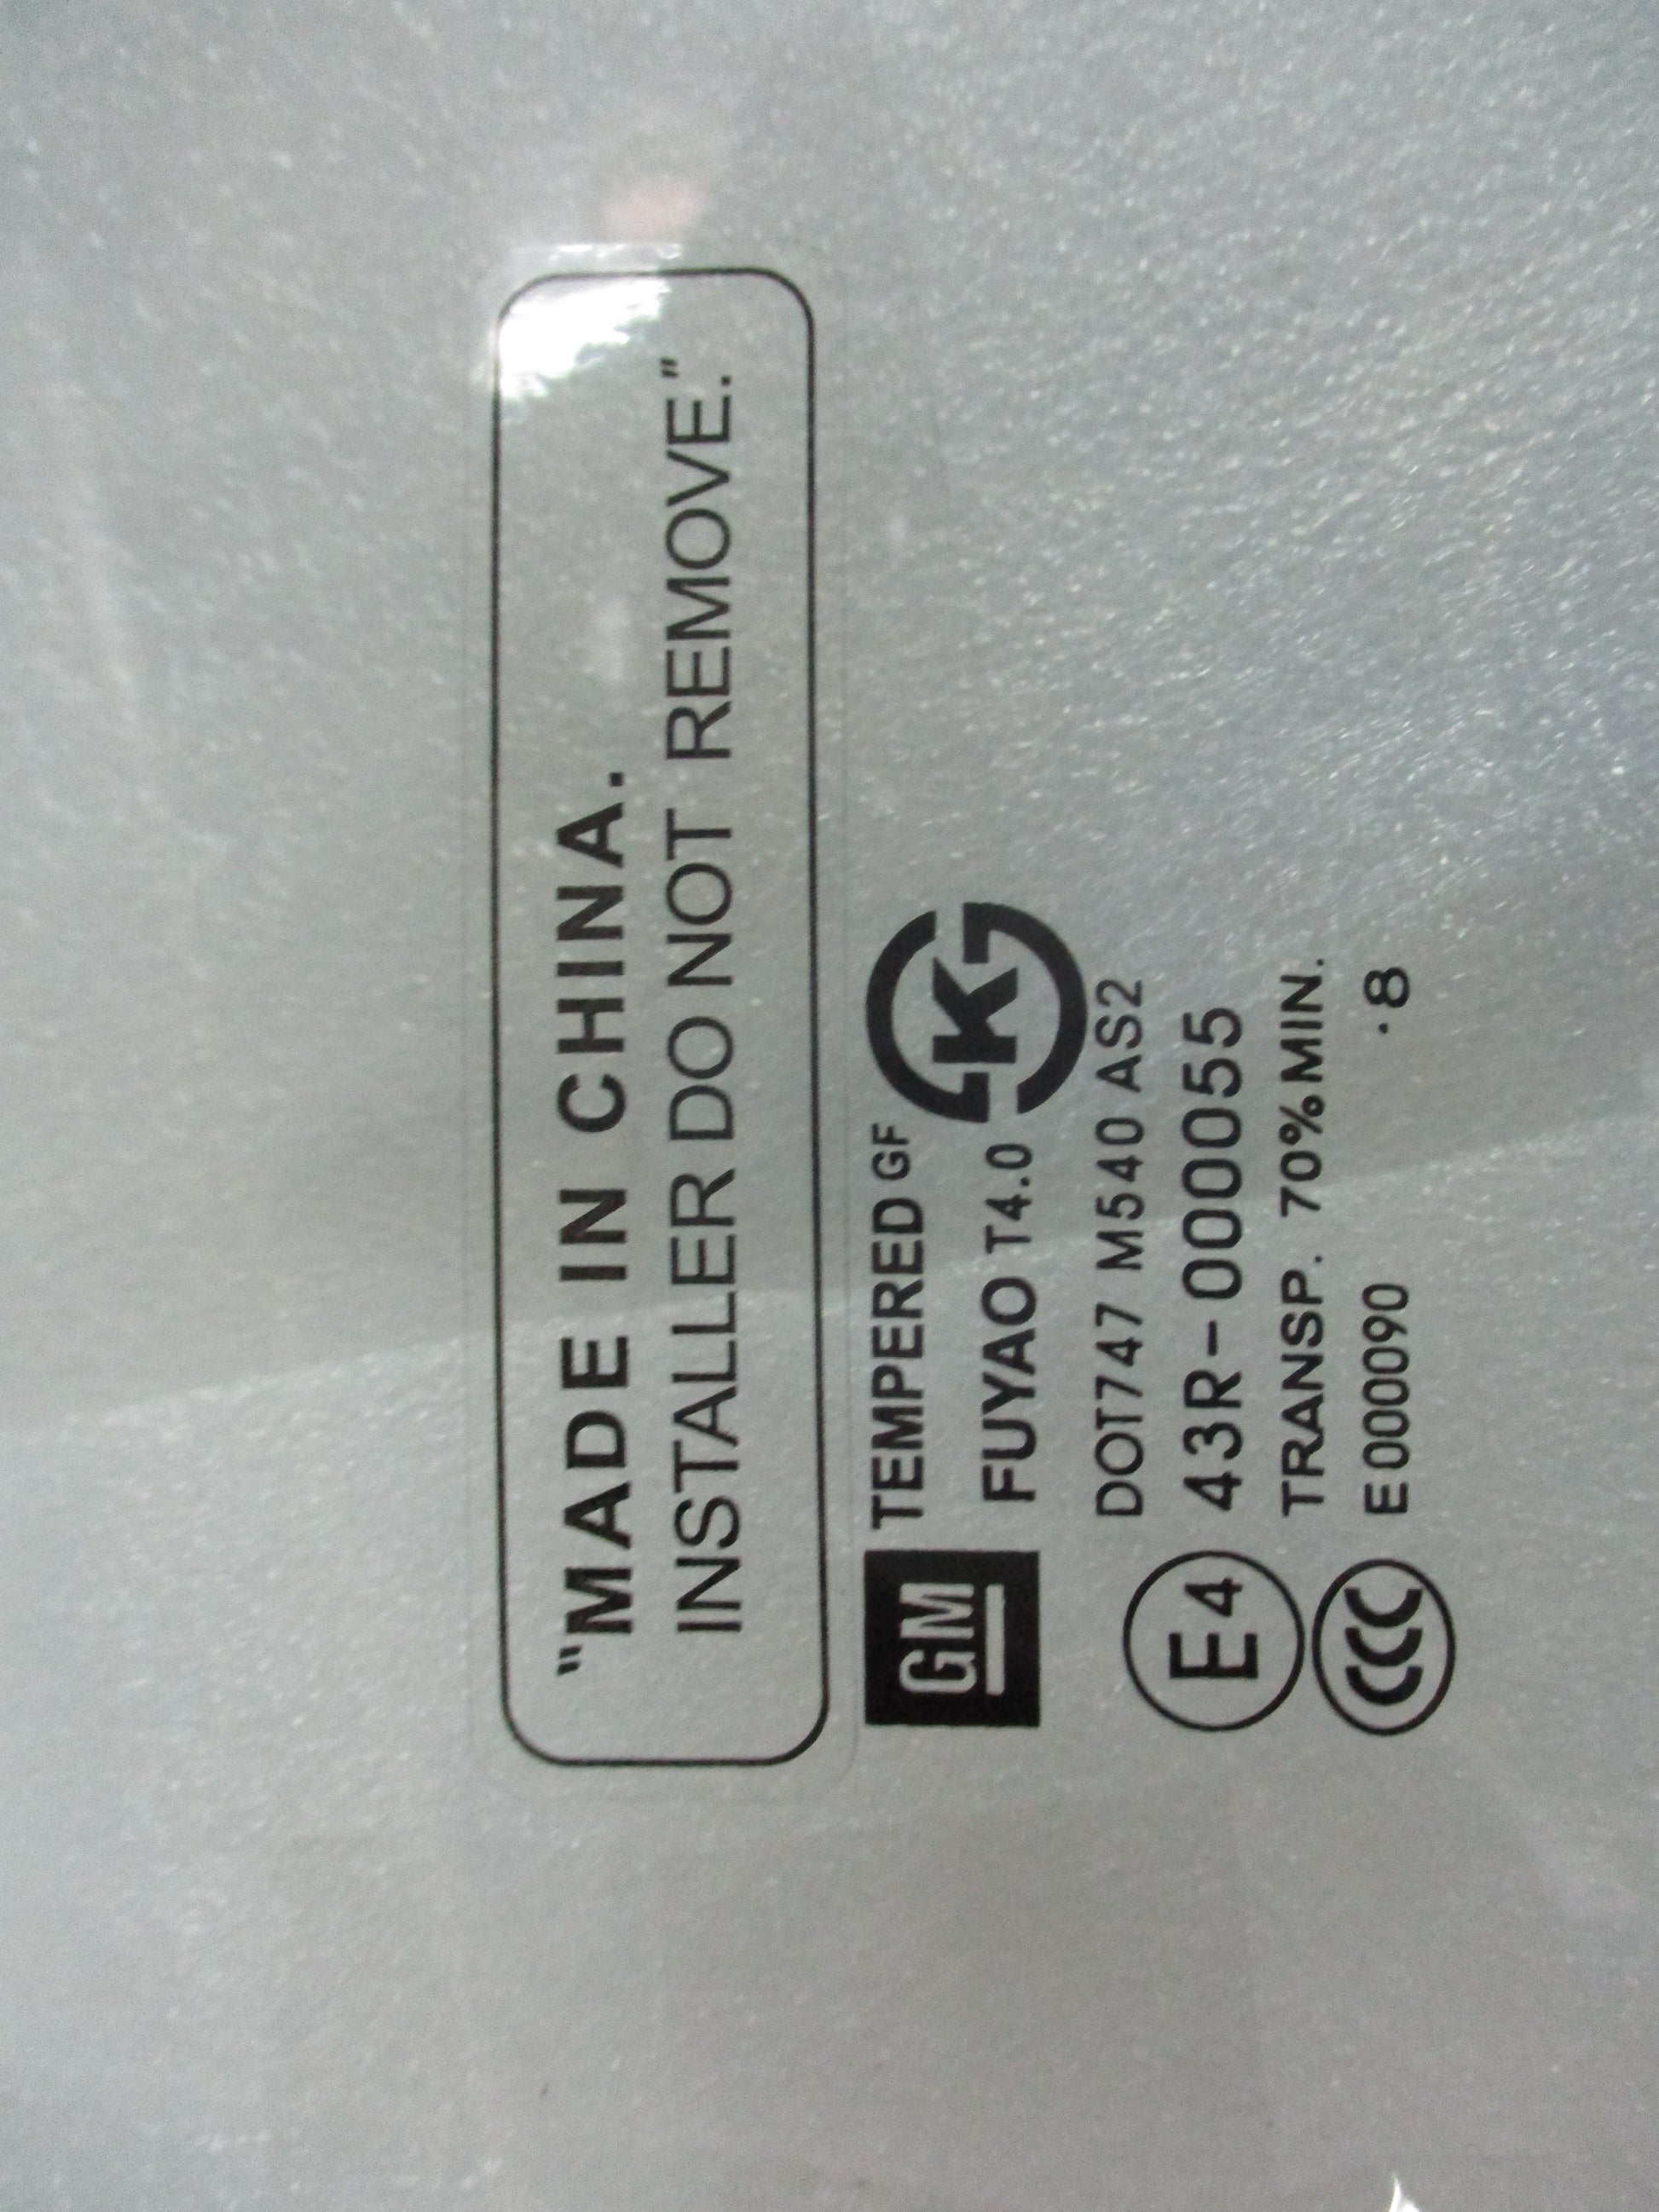 "MADE IN CHINA.
INSTALLER DO NOT REMOVE."
GM TEMPERED GF
FUYAO T4.0 K
DOT747 M540 AS2
E4 43R-000055
TRANSP. 70%MIN.
CCC E000090 .8